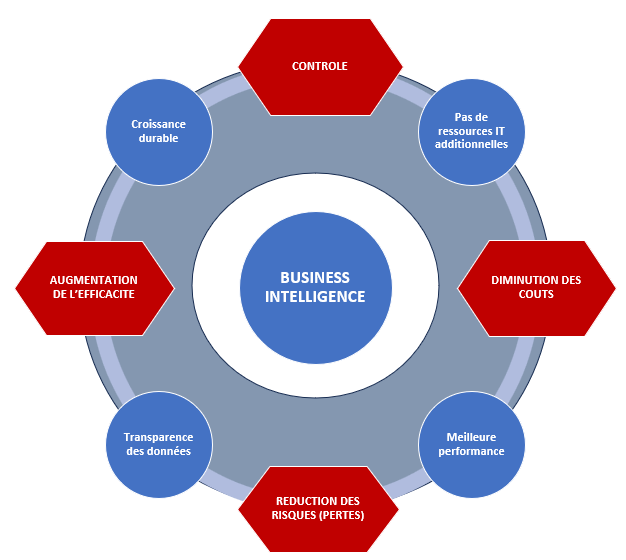 CONTROLE
Croissance
durable
Pas de
ressources IT
additionnelles
AUGMENTATION
DE L'EFFICACITE
BUSINESS
INTELLIGENCE
DIMINUTION DES
COUTS
Transparence
des données
Meilleure
performance
REDUCTION DES
RISQUES (PERTES)